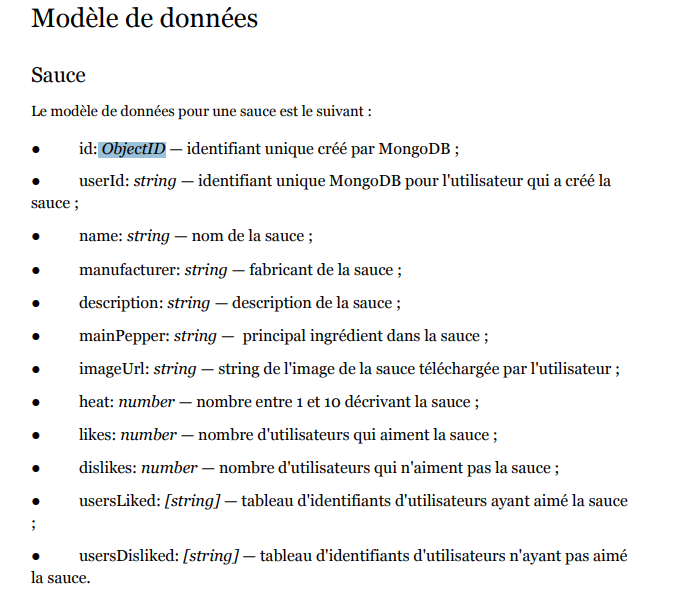 Modèle de données
Sauce
Le modèle de données pour une sauce est le suivant :
● id: ObjectID — identifiant unique créé par MongoDB ;
● userId: string — identifiant unique MongoDB pour l'utilisateur qui a créé la
sauce ;
● name: string — nom de la sauce ;
● manufacturer: string — fabricant de la sauce ;
● description: string — description de la sauce ;
● mainPepper: string — principal ingrédient dans la sauce ;
● imageUrl: string — string de l'image de la sauce téléchargée par l'utilisateur ;
● heat: number — nombre entre 1 et 10 décrivant la sauce ;
● likes: number — nombre d'utilisateurs qui aiment la sauce ;
● dislikes: number — nombre d'utilisateurs qui n'aiment pas la sauce ;
● usersLiked: [string] — tableau d'identifiants d'utilisateurs ayant aimé la sauce
;
● usersDisliked: [string] — tableau d'identifiants d'utilisateurs n'ayant pas aimé
la sauce.